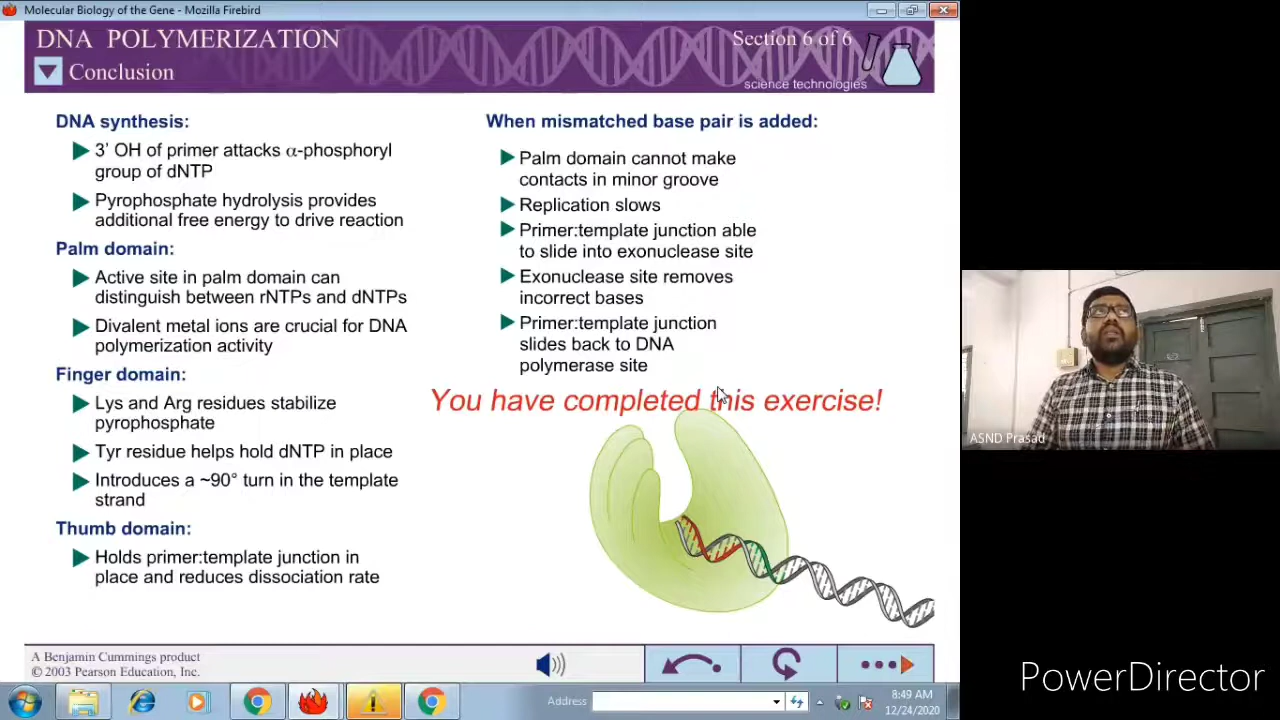 Molecular Biology of the Gene - Mozilla Firebird
DNA POLYMERIZATION
Section 6 of 6
Conclusion
science technologies
DNA synthesis:
3' OH of primer attacks α-phosphoryl
group of dNTP
Pyrophosphate hydrolysis provides
additional free energy to drive reaction
Palm domain:
Active site in palm domain can
distinguish between rNTPs and dNTPs
Divalent metal ions are crucial for DNA
polymerization activity
Finger domain:
Lys and Arg residues stabilize
pyrophosphate
Tyr residue helps hold dNTP in place
Introduces a ~90° turn in the template
strand
Thumb domain:
Holds primer:template junction in
place and reduces dissociation rate
When mismatched base pair is added:
Palm domain cannot make
contacts in minor groove
Replication slows
Primer:template junction able
to slide into exonuclease site
Exonuclease site removes
incorrect bases
Primer:template junction
slides back to DNA
polymerase site
You have completed this exercise!
ASND Prasad
A Benjamin Cummings product
© 2003 Pearson Education, Inc.
Address
8:49 AM
12/24/2020
PowerDirector